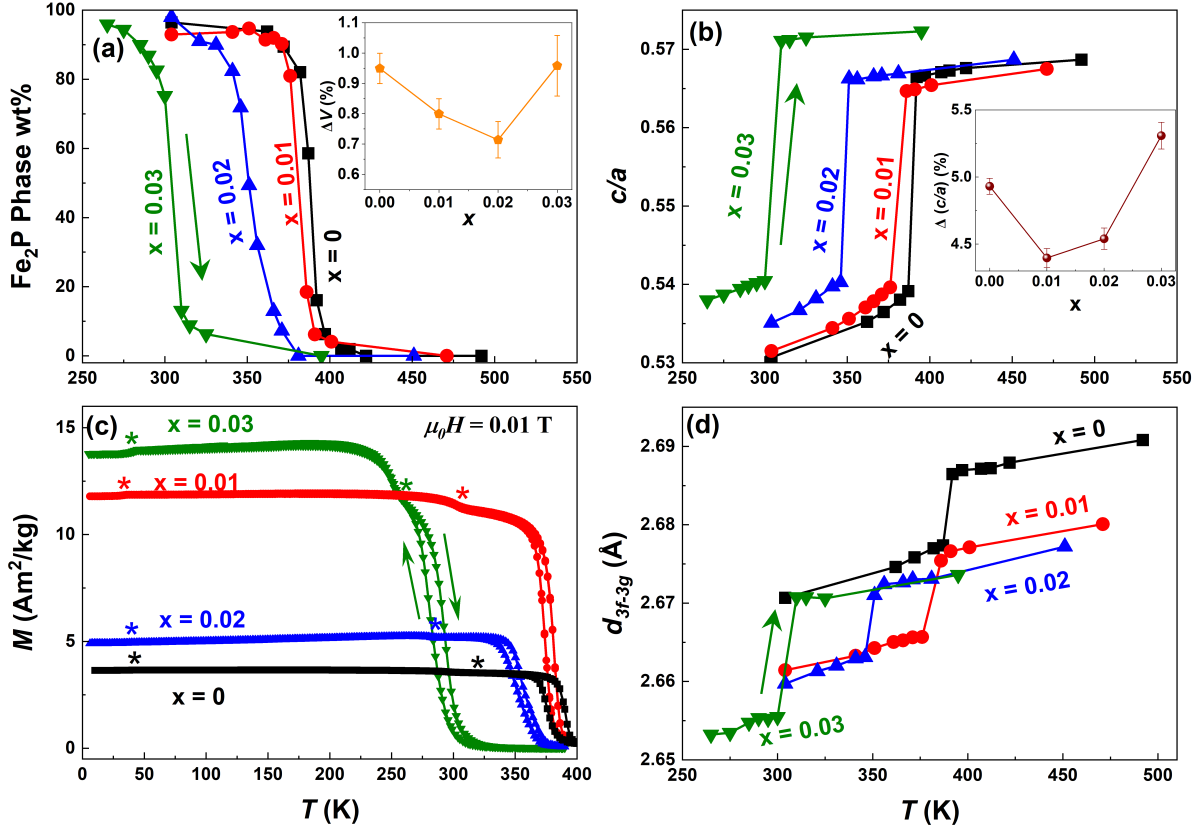 (a)
Fe2P Phase wt%
100
80
60
40
20
0
250 300 350 400 450 500 550
x = 0.03
x = 0.02
x = 0.01
x = 0
ΔV (%)
1.1
1.0
0.9
0.8
0.7
0.6
0.00 0.01 0.02 0.03
x
(b)
c/a
0.57
0.56
0.55
0.54
0.53
250 300 350 400 450 500 550
x = 0.03
x = 0.02
x = 0.01
x = 0
Δ (c/a) (%)
5.5
5.0
4.5
0.00 0.01 0.02 0.03
x
(c)
μ0H = 0.01 T
M (Am²/kg)
15
10
5
0
x = 0.03
*
*
x = 0.01
*
*
x = 0.02
*
*
x = 0
*
*
0 50 100 150 200 250 300 350 400
T (K)
(d)
d3f-3g (Å)
2.69
2.68
2.67
2.66
2.65
x = 0
x = 0.01
x = 0.02
x = 0.03
250 300 350 400 450 500
T (K)